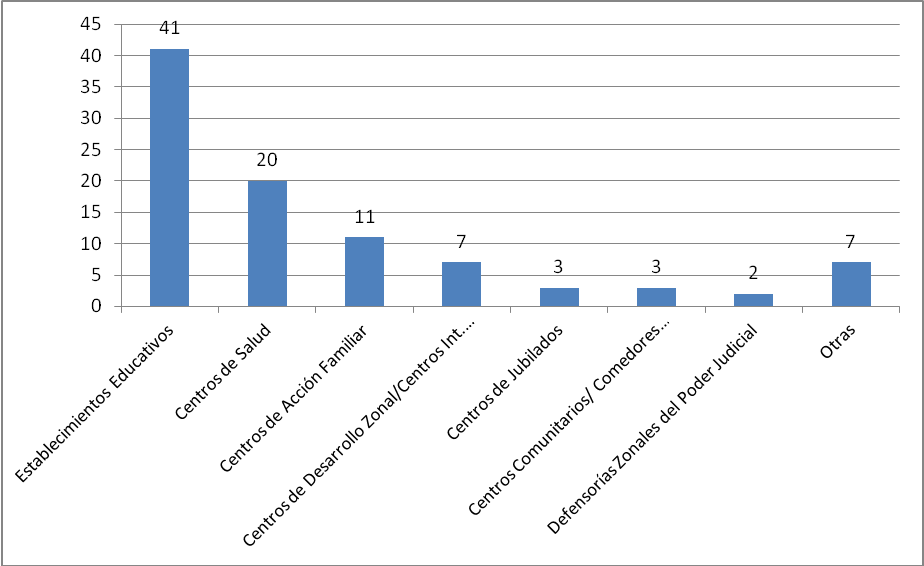 45
40
35
30
25
20
15
10
5
0
41
20
11
7
3
3
2
7
Establecimientos Educativos
Centros de Salud
Centros de Acción Familiar
Centros de Desarrollo Zonal/Centros Int....
Centros de Jubilados
Centros Comunitarios/ Comedores...
Defensorías Zonales del Poder Judicial
Otras